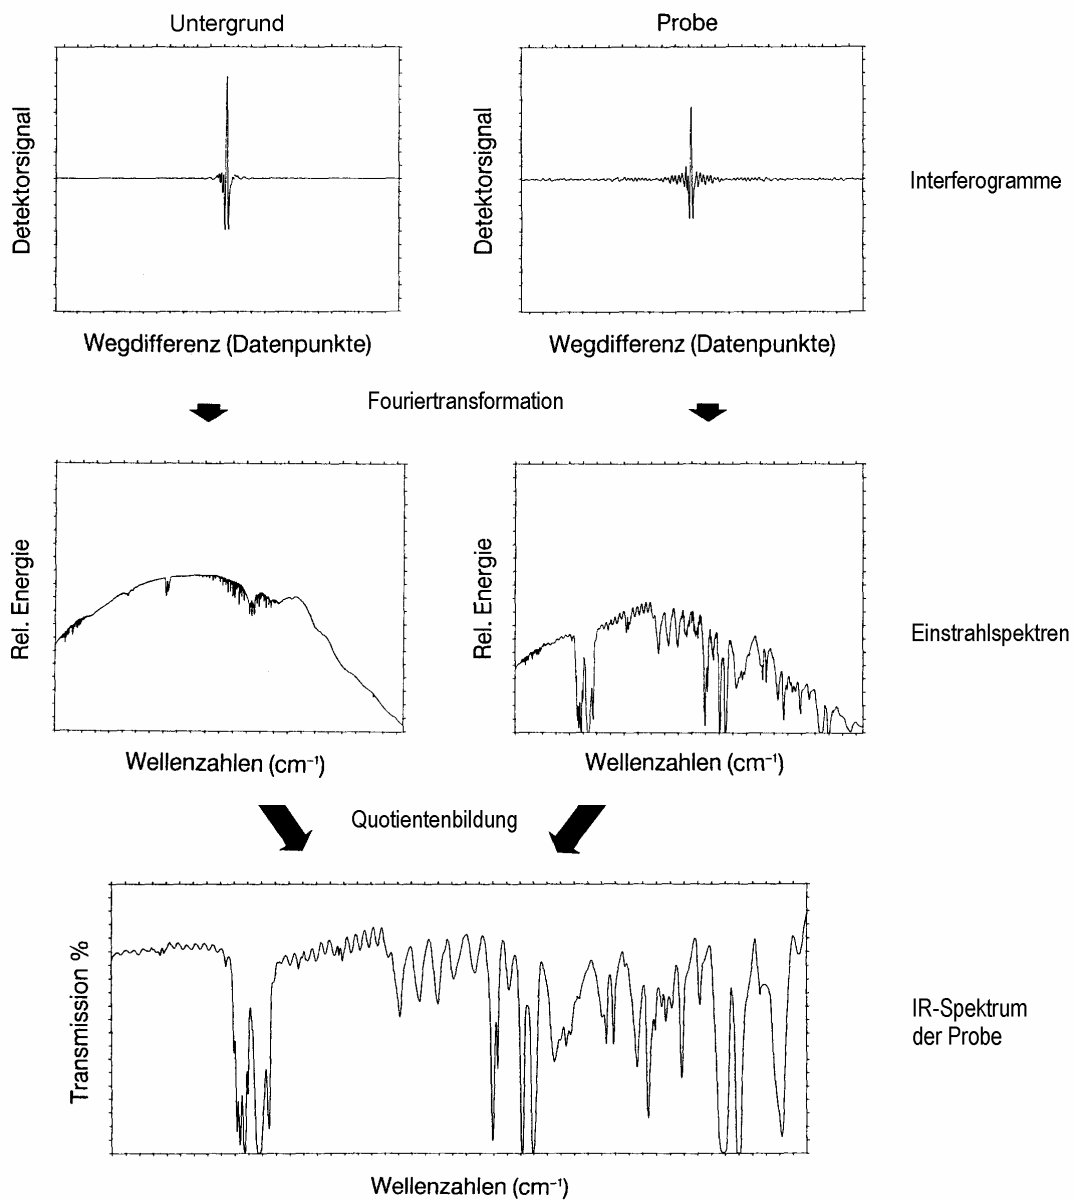 Untergrund
Probe
Detektorsignal
Detektorsignal
Interferogramme
Wegdifferenz (Datenpunkte)
Wegdifferenz (Datenpunkte)
Fouriertransformation
Rel. Energie
Rel. Energie
Einstrahlspektren
Wellenzahlen (cm⁻¹)
Wellenzahlen (cm⁻¹)
Quotientenbildung
Transmission %
IR-Spektrum
der Probe
Wellenzahlen (cm⁻¹)